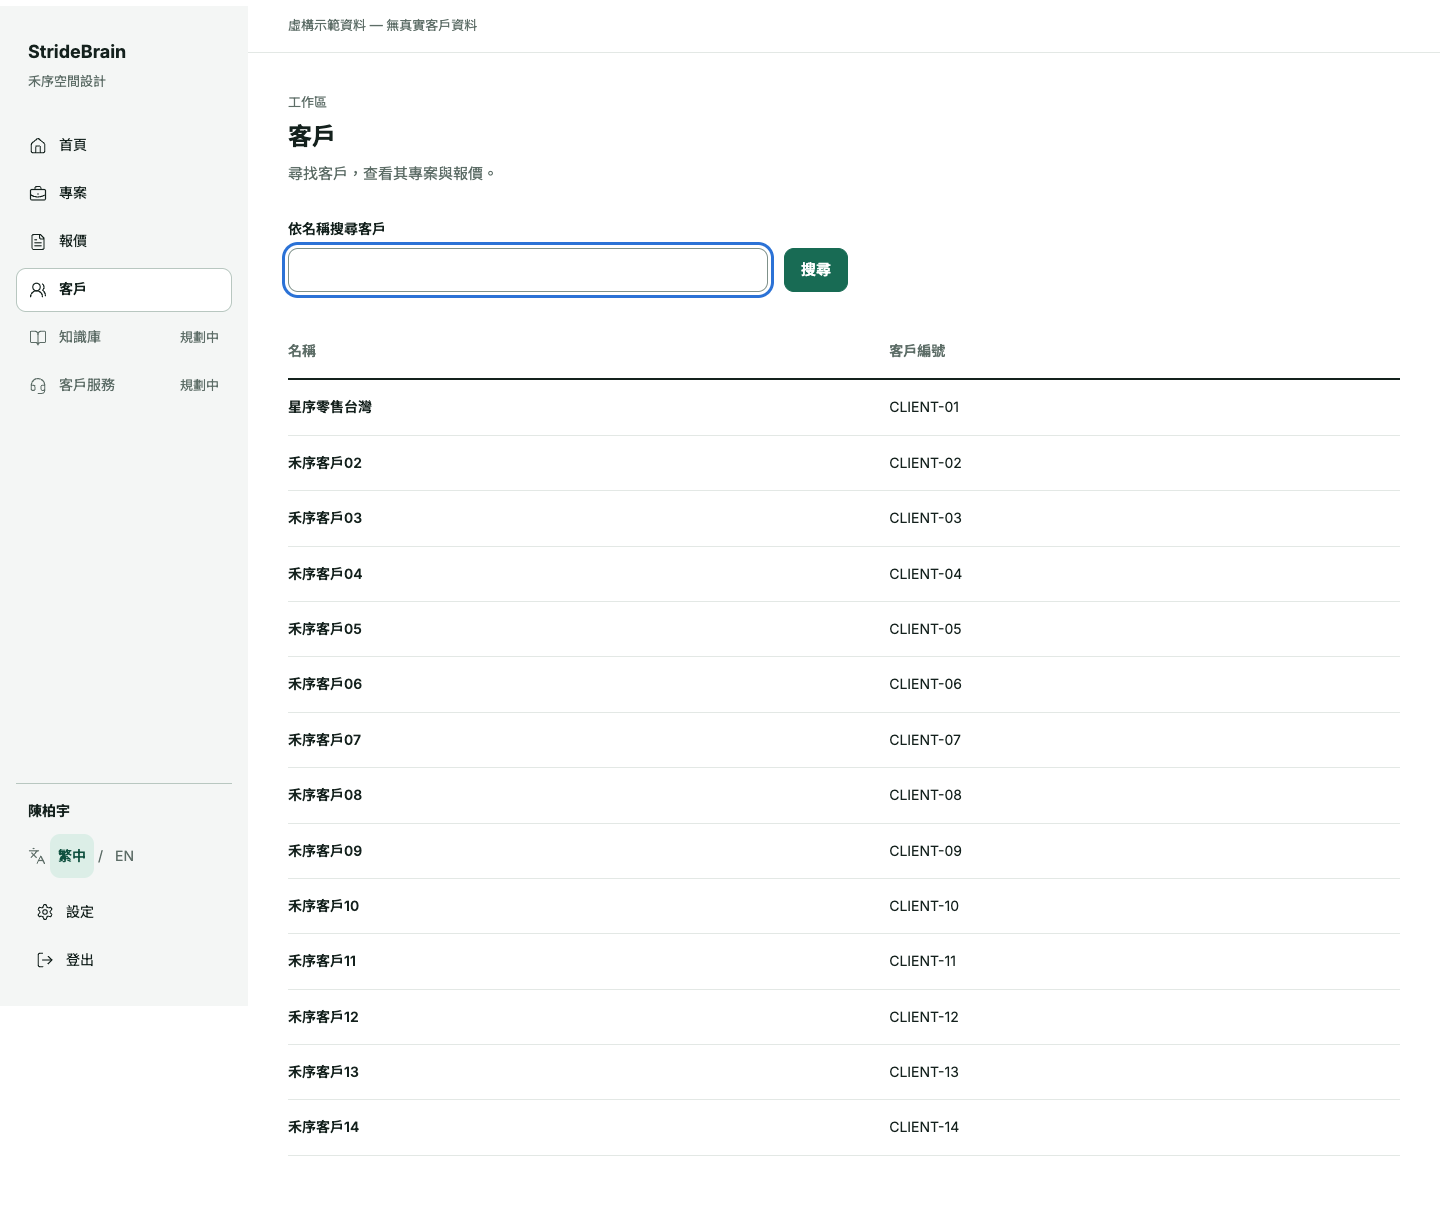 StrideBrain
禾序空間設計
首頁
專案
報價
客戶
知識庫 規劃中
客戶服務 規劃中
陳柏宇
繁中 / EN
設定
登出
虛構示範資料 — 無真實客戶資料
工作區
客戶
尋找客戶，查看其專案與報價。
依名稱搜尋客戶
搜尋
名稱 客戶編號
星序零售台灣 CLIENT-01
禾序客戶02 CLIENT-02
禾序客戶03 CLIENT-03
禾序客戶04 CLIENT-04
禾序客戶05 CLIENT-05
禾序客戶06 CLIENT-06
禾序客戶07 CLIENT-07
禾序客戶08 CLIENT-08
禾序客戶09 CLIENT-09
禾序客戶10 CLIENT-10
禾序客戶11 CLIENT-11
禾序客戶12 CLIENT-12
禾序客戶13 CLIENT-13
禾序客戶14 CLIENT-14